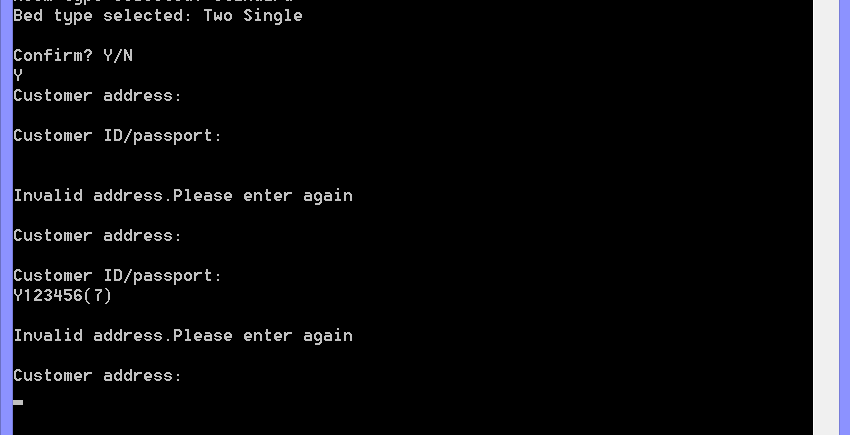 Bed type selected: Two Single
Confirm? Y/N
Y
Customer address:
Customer ID/passport:
Invalid address.Please enter again
Customer address:
Customer ID/passport:
Y123456(7)
Invalid address.Please enter again
Customer address: